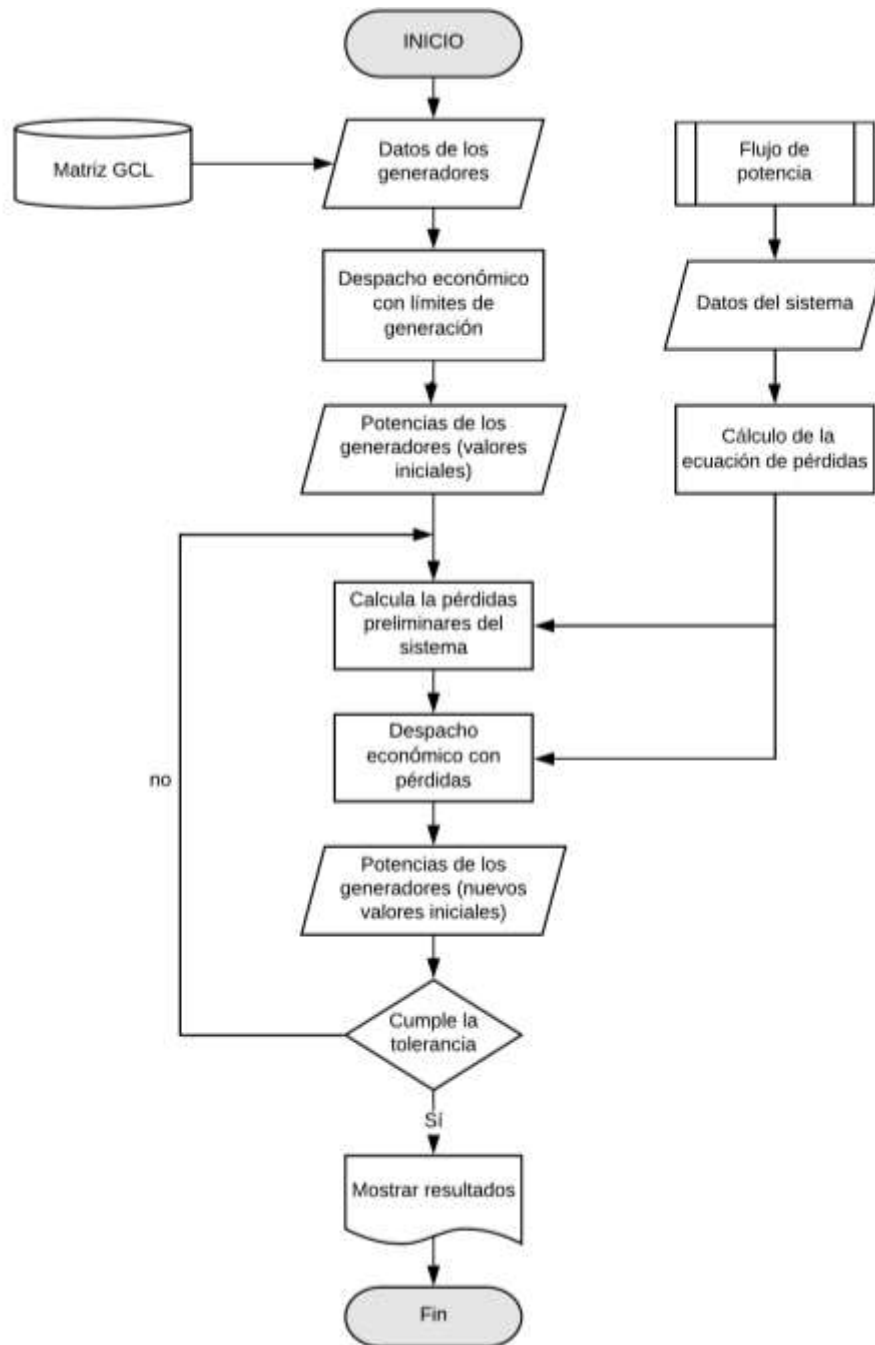 INICIO
Matriz GCL
Datos de los
generadores
Flujo de
potencia
Despacho económico
con límites de
generación
Datos del sistema
Potencias de los
generadores (valores
iniciales)
Cálculo de la
ecuación de pérdidas
Calcula la pérdidas
preliminares del
sistema
Despacho
económico con
pérdidas
no
Potencias de los
generadores (nuevos
valores iniciales)
Cumple la
tolerancia
Sí
Mostrar resultados
Fin